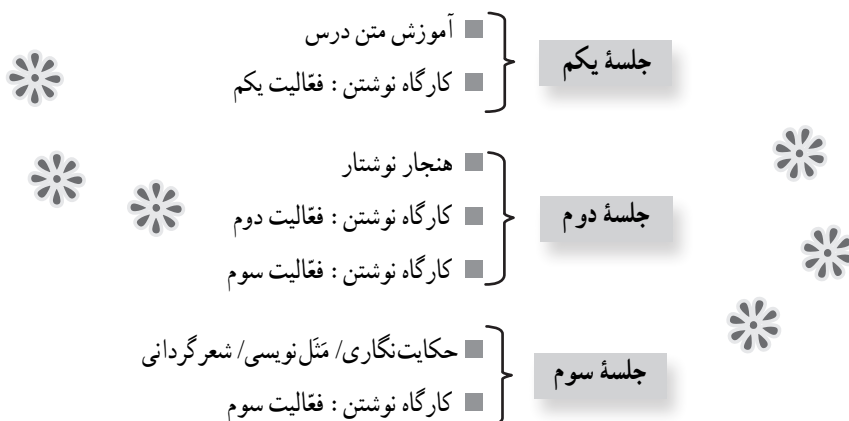 جلسهٔ یکم
■ آموزش متن درس
■ کارگاه نوشتن : فعّالیت یکم
جلسهٔ دوم
■ هنجار نوشتار
■ کارگاه نوشتن : فعّالیت دوم
■ کارگاه نوشتن : فعّالیت سوم
جلسهٔ سوم
■ حکایت‌نگاری/ مَثَل‌نویسی/ شعرگردانی
■ کارگاه نوشتن : فعّالیت سوم